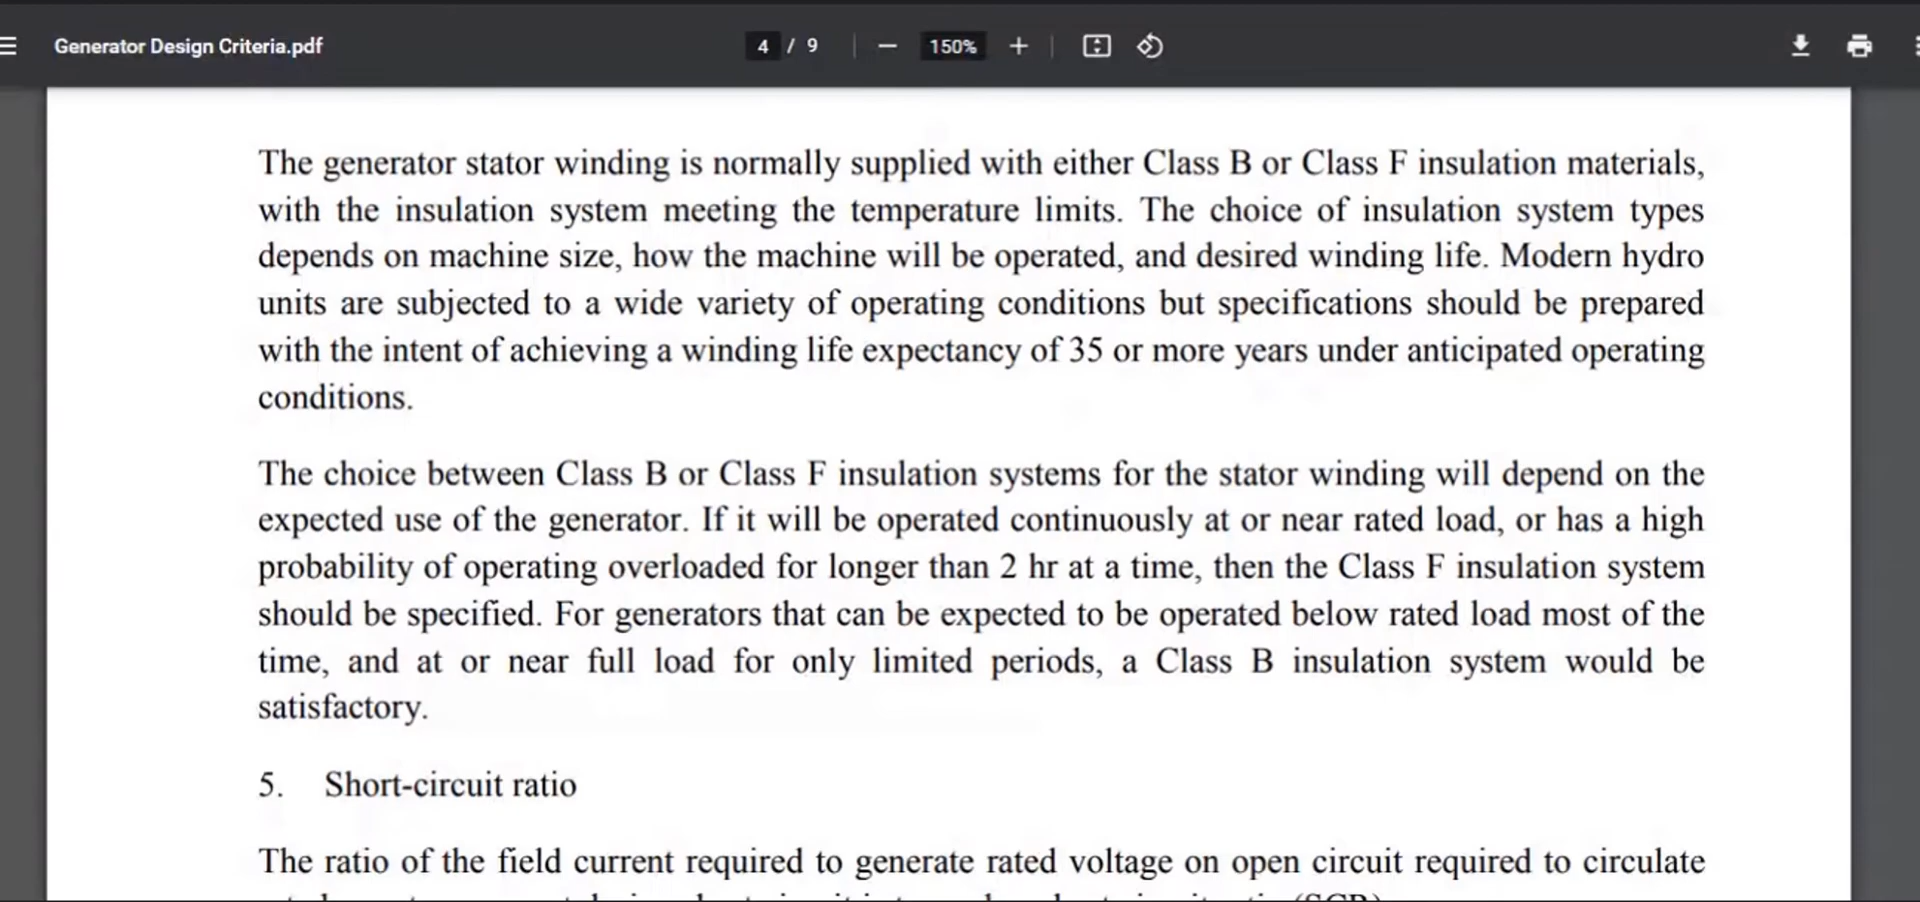 Generator Design Criteria.pdf
4 / 9
150%
The generator stator winding is normally supplied with either Class B or Class F insulation materials,
with the insulation system meeting the temperature limits. The choice of insulation system types
depends on machine size, how the machine will be operated, and desired winding life. Modern hydro
units are subjected to a wide variety of operating conditions but specifications should be prepared
with the intent of achieving a winding life expectancy of 35 or more years under anticipated operating
conditions.
The choice between Class B or Class F insulation systems for the stator winding will depend on the
expected use of the generator. If it will be operated continuously at or near rated load, or has a high
probability of operating overloaded for longer than 2 hr at a time, then the Class F insulation system
should be specified. For generators that can be expected to be operated below rated load most of the
time, and at or near full load for only limited periods, a Class B insulation system would be
satisfactory.
5. Short-circuit ratio
The ratio of the field current required to generate rated voltage on open circuit required to circulate